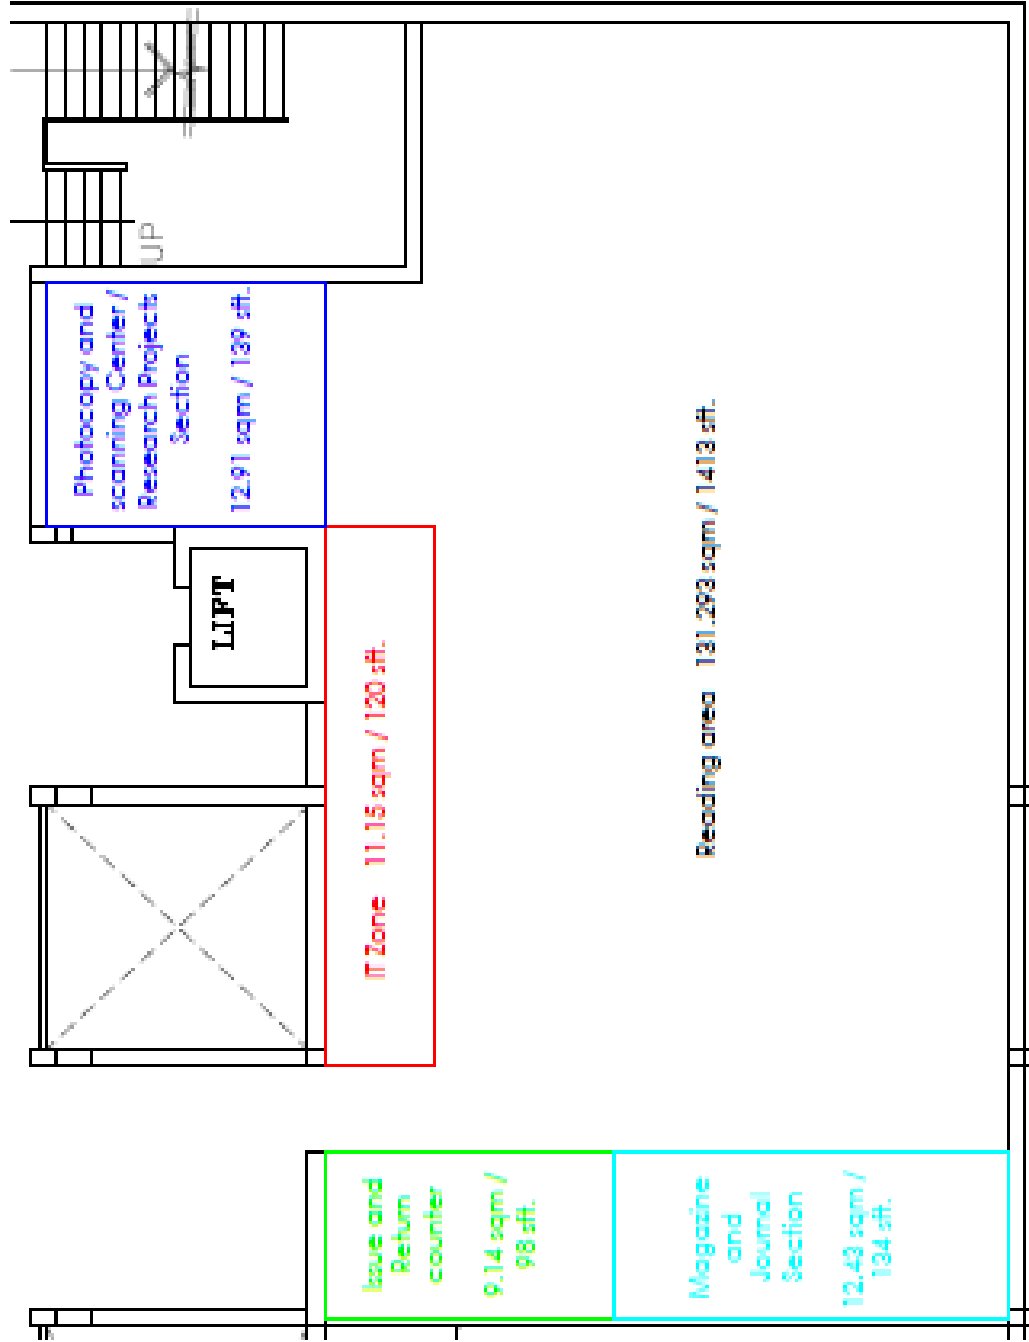 UP
Photocopy and
scanning Center /
Research Projects
Section
12.91 sqm / 139 sft.
LIFT
IT Zone 11.15 sqm / 120 sft.
Reading area 131.293 sqm / 1413 sft.
Issue and
Return
counter
9.14 sqm /
98 sft.
Magazine
and
Journal
Section
12.43 sqm /
134 sft.